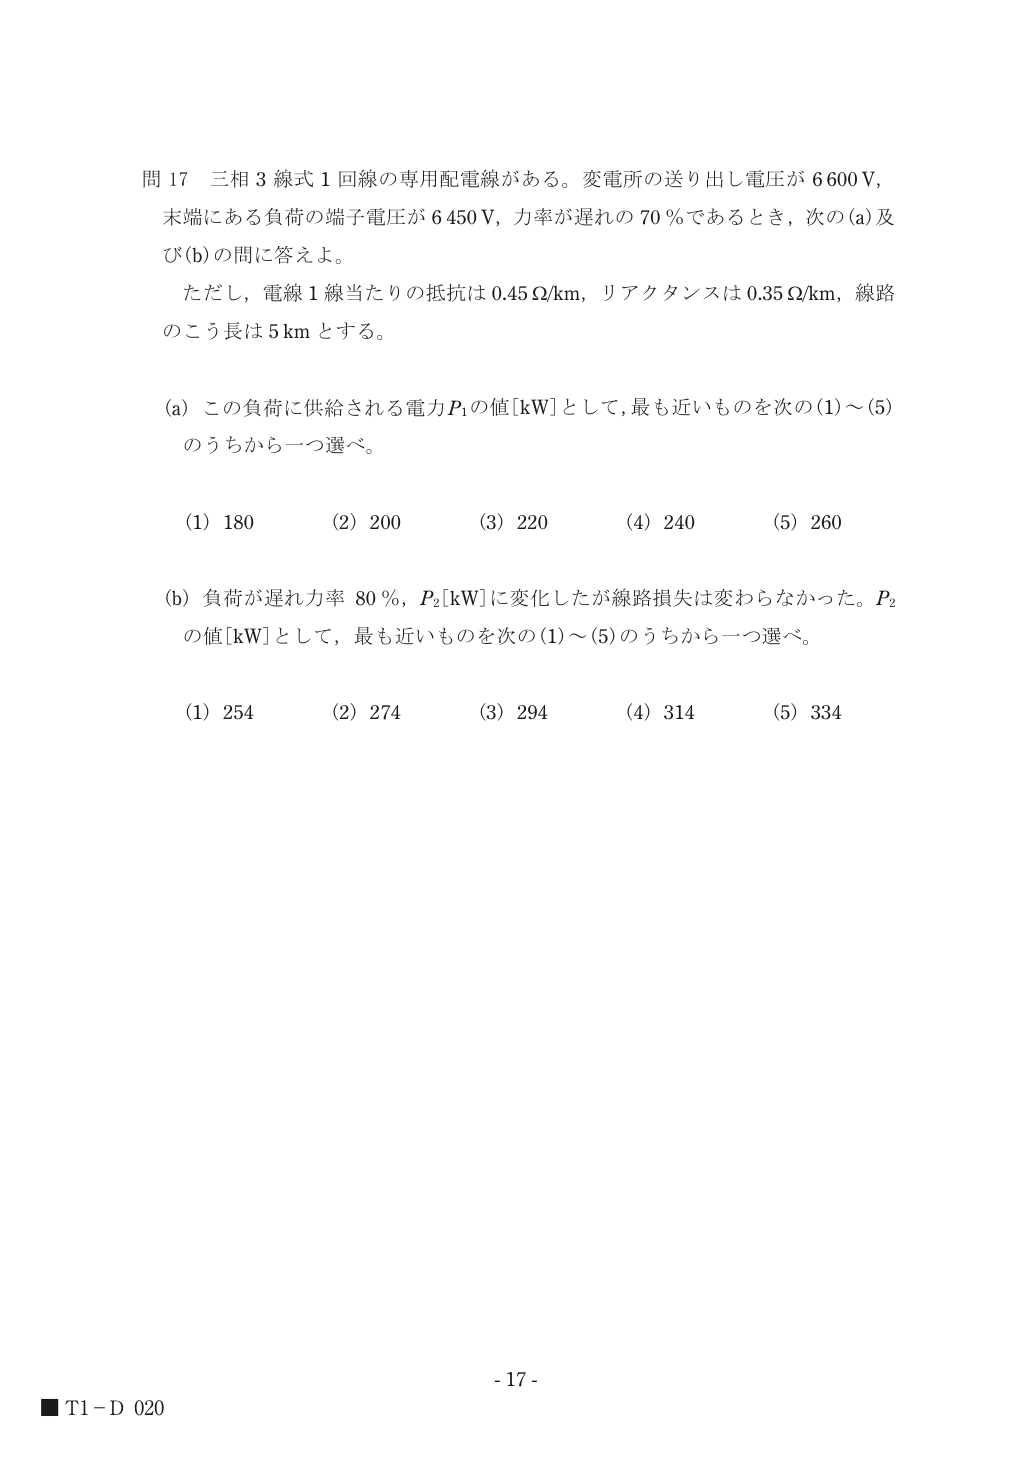 問 17 三相 3 線式 1 回線の専用配電線がある。変電所の送り出し電圧が 6 600 V,
末端にある負荷の端子電圧が 6 450 V, 力率が遅れの 70 %であるとき, 次の(a)及
び(b)の問に答えよ。
ただし, 電線 1 線当たりの抵抗は 0.45 Ω/km, リアクタンスは 0.35 Ω/km, 線路
のこう長は 5 km とする。
(a) この負荷に供給される電力P₁の値[kW]として,最も近いものを次の(1)～(5)
のうちから一つ選べ。
(1) 180 (2) 200 (3) 220 (4) 240 (5) 260
(b) 負荷が遅れ力率 80 %, P₂[kW]に変化したが線路損失は変わらなかった。P₂
の値[kW]として, 最も近いものを次の(1)～(5)のうちから一つ選べ。
(1) 254 (2) 274 (3) 294 (4) 314 (5) 334
- 17 -
■ T1－D 020